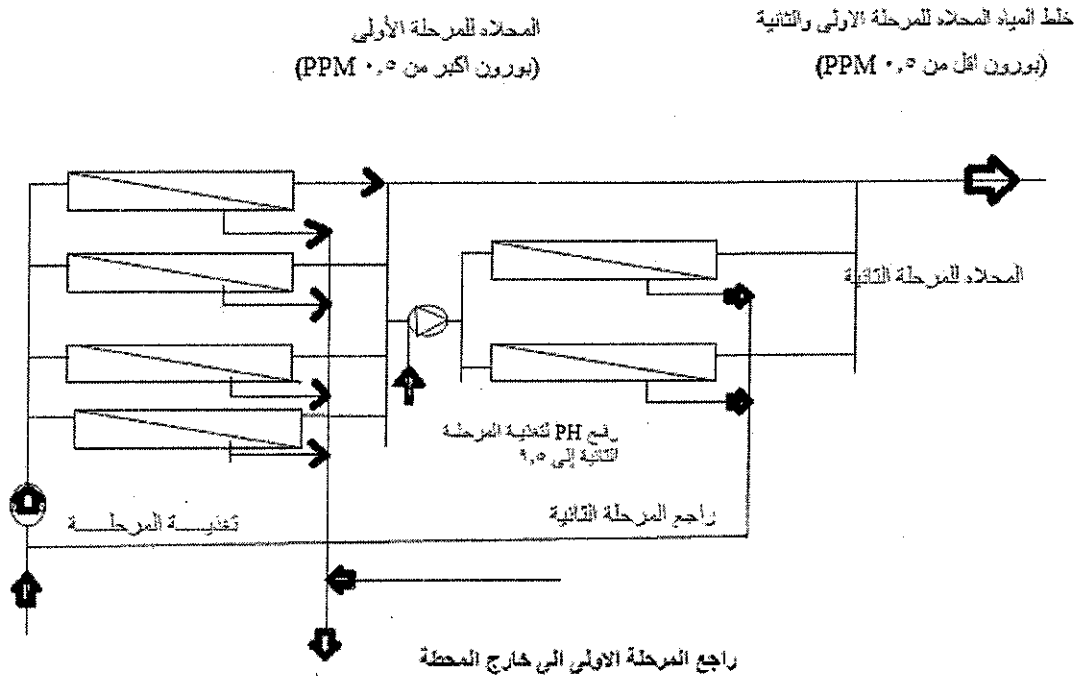 خلط المياه المحلاه للمرحلة الاولى والثانية
(بورون اقل من ٠,٥ PPM)
المحلاه للمرحلة الأولى
(بورون اكبر من ٠,٥ PPM)
المحلاه للمرحلة الثانية
رفع PH لتغذية المرحلة
الثانية إلى ٩,٥
راجع المرحلة الثانية
تغذيـــة المرحلـــة
راجع المرحلة الاولي الي خارج المحطة